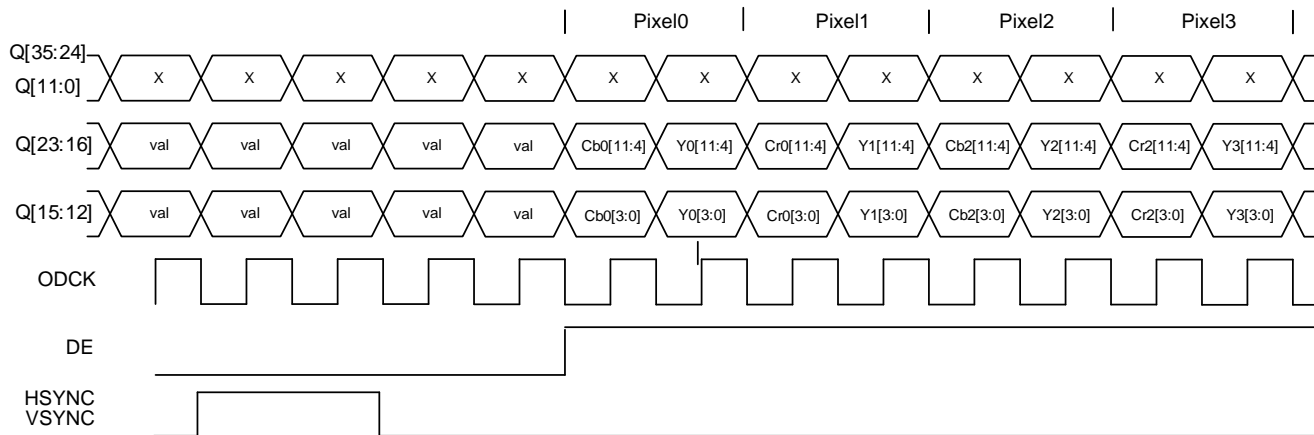 Pixel0 Pixel1 Pixel2 Pixel3
Q[35:24]
Q[11:0]
X X X X X X X X X X X X X
Q[23:16] val val val val val Cb0[11:4] Y0[11:4] Cr0[11:4] Y1[11:4] Cb2[11:4] Y2[11:4] Cr2[11:4] Y3[11:4]
Q[15:12] val val val val val Cb0[3:0] Y0[3:0] Cr0[3:0] Y1[3:0] Cb2[3:0] Y2[3:0] Cr2[3:0] Y3[3:0]
ODCK
DE
HSYNC
VSYNC